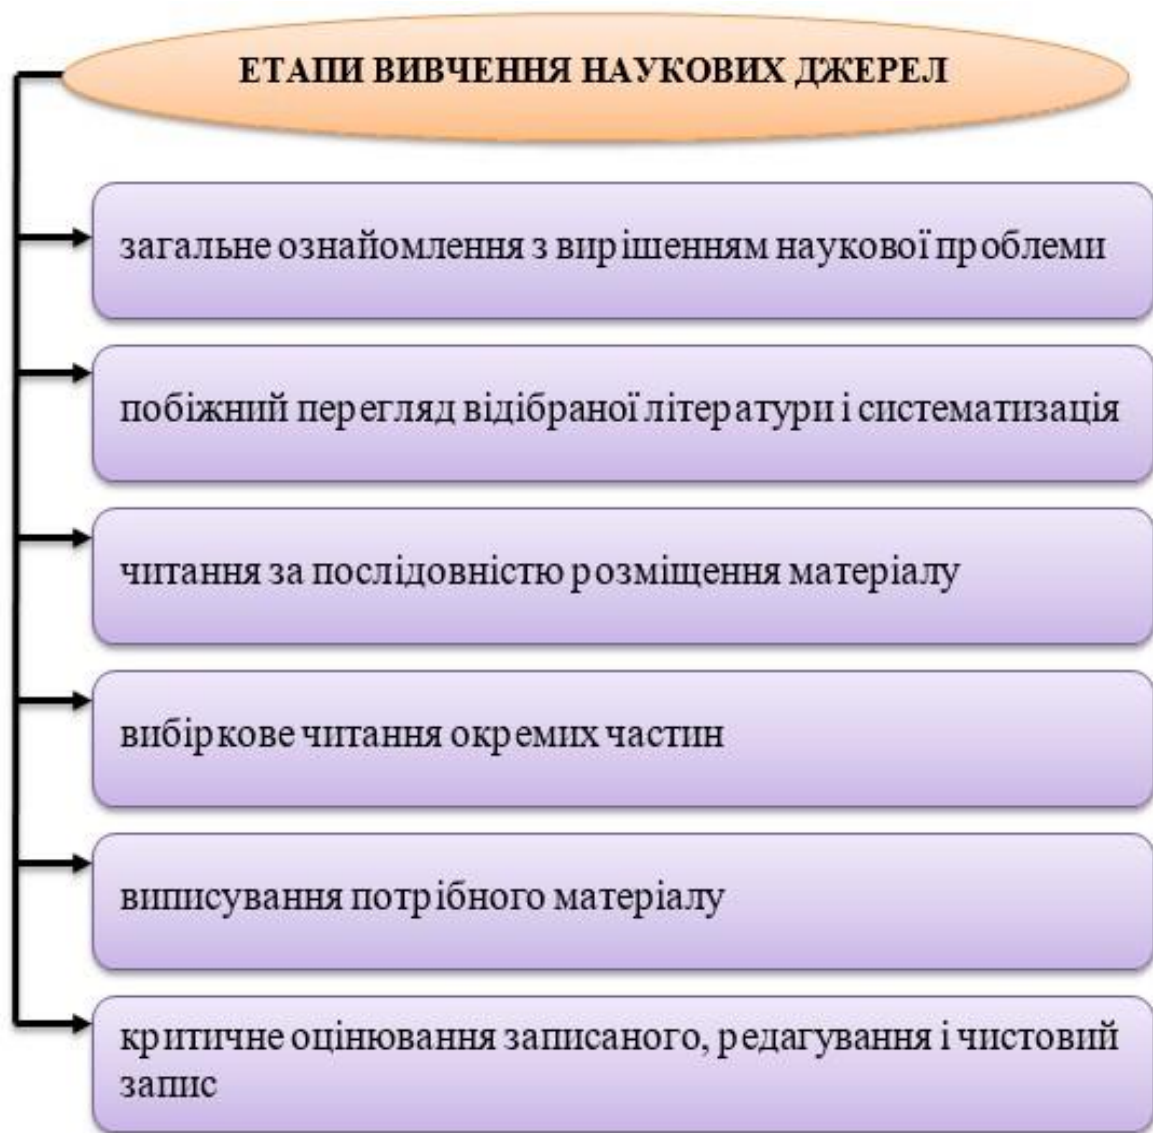 ЕТАПИ ВИВЧЕННЯ НАУКОВИХ ДЖЕРЕЛ
загальне ознайомлення з вирішенням наукової проблеми
побіжний перегляд відібраної літератури і систематизація
читання за послідовністю розміщення матеріалу
вибіркове читання окремих частин
виписування потрібного матеріалу
критичне оцінювання записаного, редагування і чистовий
запис